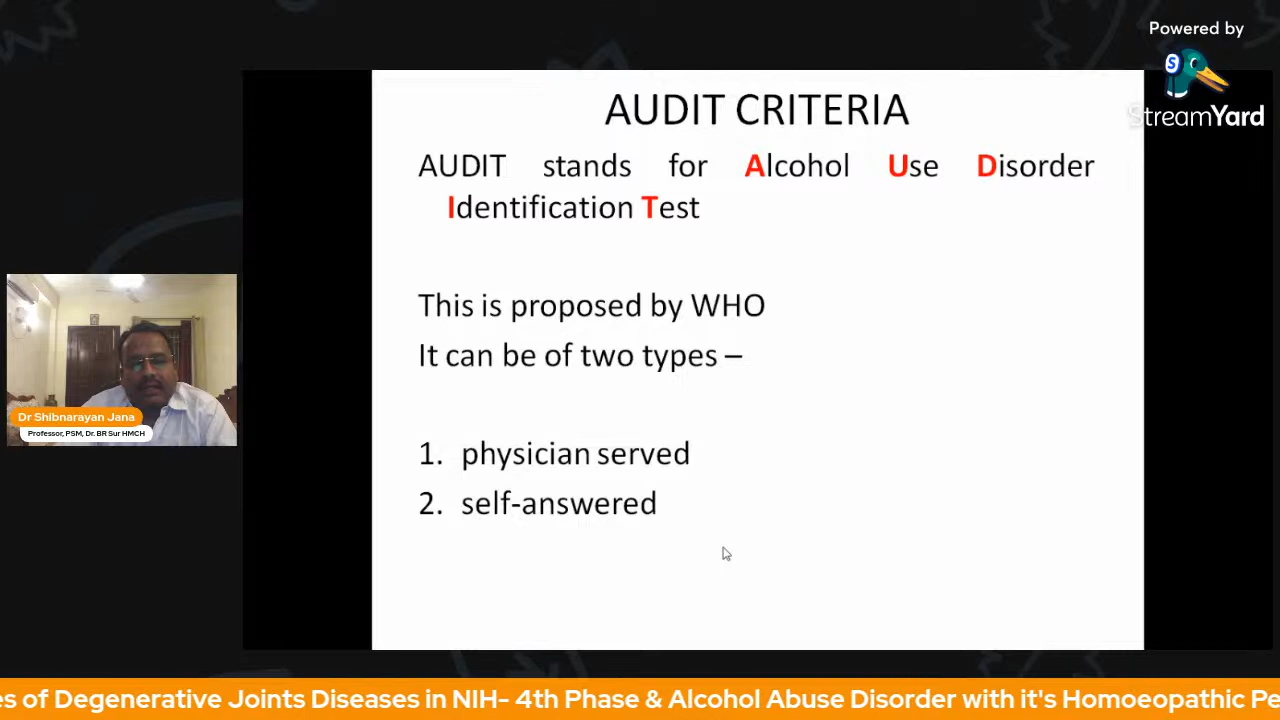 Powered by
StreamYard
AUDIT CRITERIA
AUDIT stands for Alcohol Use Disorder
Identification Test
This is proposed by WHO
It can be of two types –
1. physician served
2. self-answered
Dr Shibnarayan Jana
Professor, PSM, Dr. BR Sur HMCH
es of Degenerative Joints Diseases in NIH- 4th Phase & Alcohol Abuse Disorder with it's Homoeopathic Pe